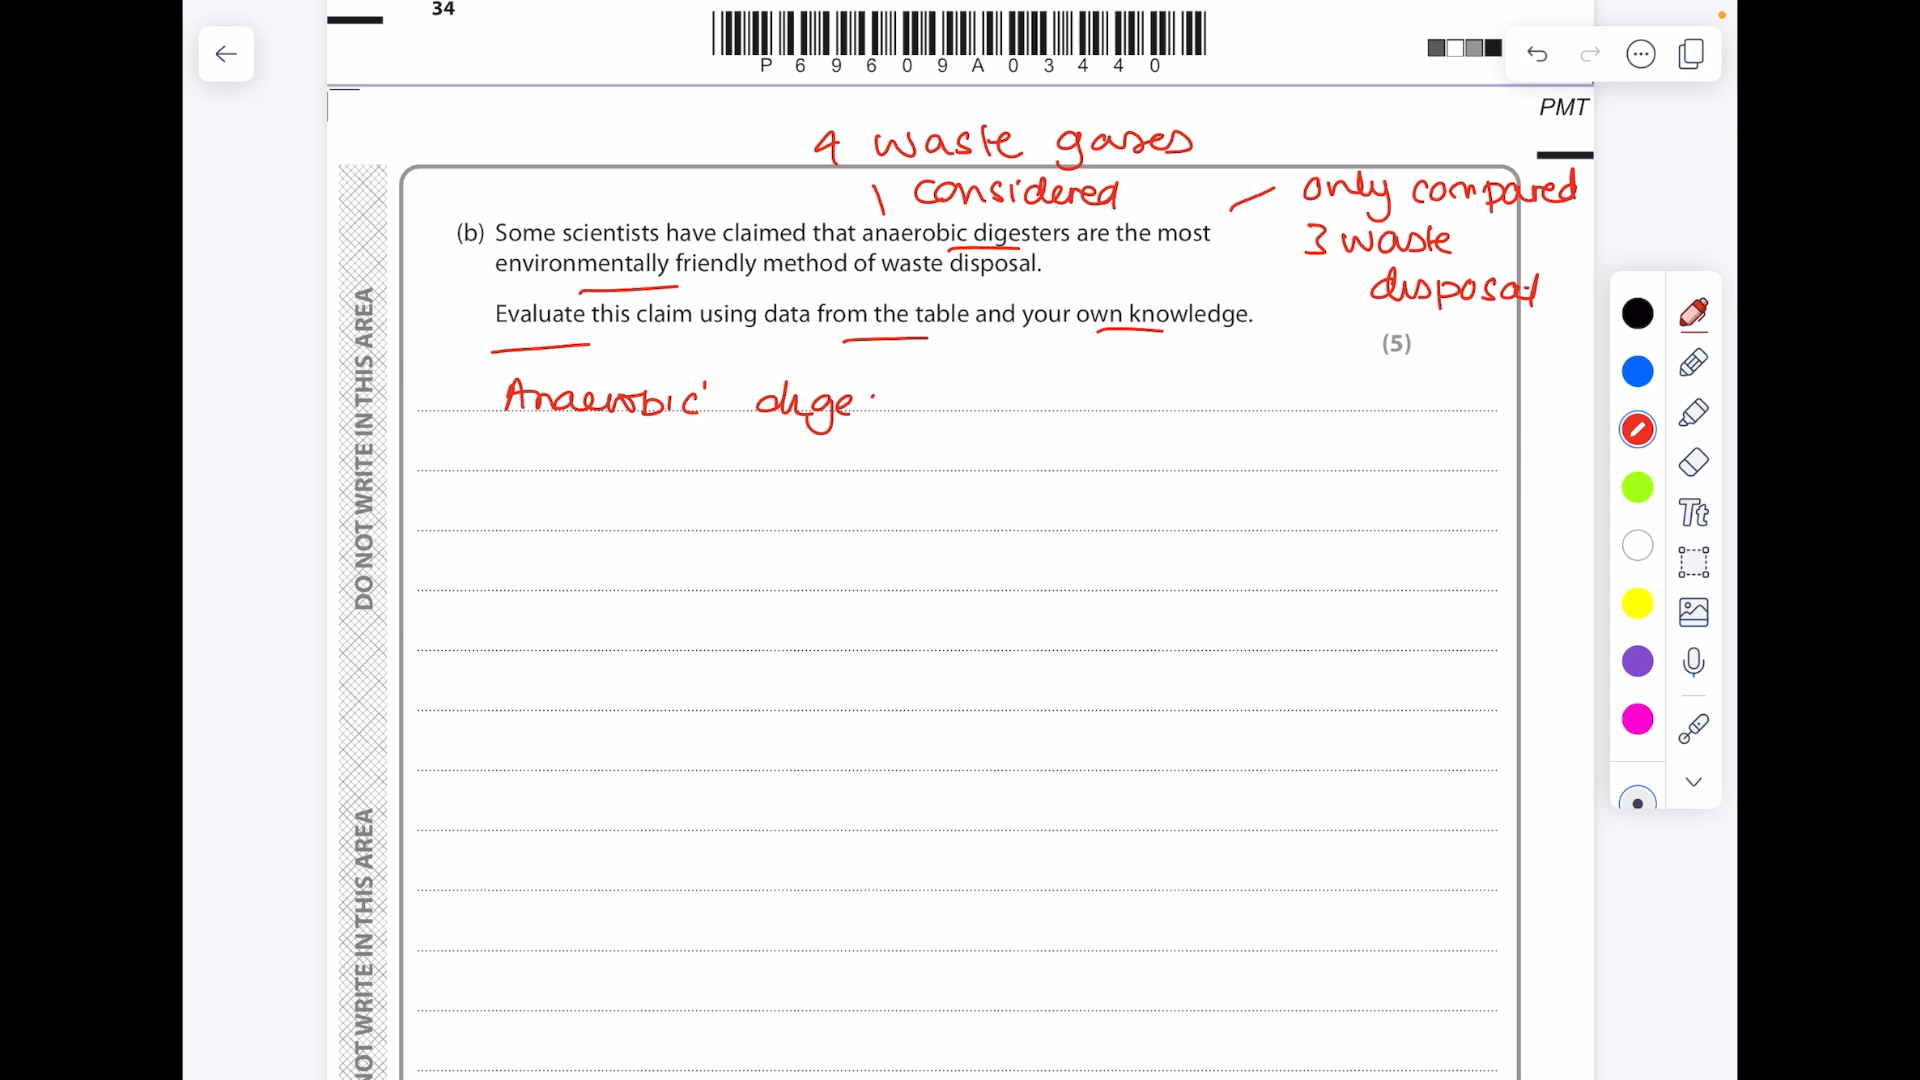 34
P 6 9 6 0 9 A 0 3 4 4 0
PMT
4 waste gases
considered
only compared
3 waste
disposal
(b) Some scientists have claimed that anaerobic digesters are the most
environmentally friendly method of waste disposal.
Evaluate this claim using data from the table and your own knowledge.
(5)
Anaerobic dige
DO NOT WRITE IN THIS AREA
NOT WRITE IN THIS AREA
Tt